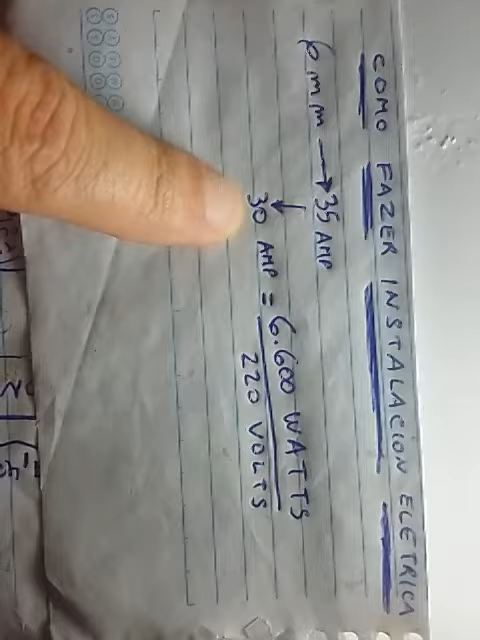 COMO FAZER INSTALACION ELETRICA
6 mm → 35 AMP
↓
30 AMP = 6.600 WATTS
220 VOLTS